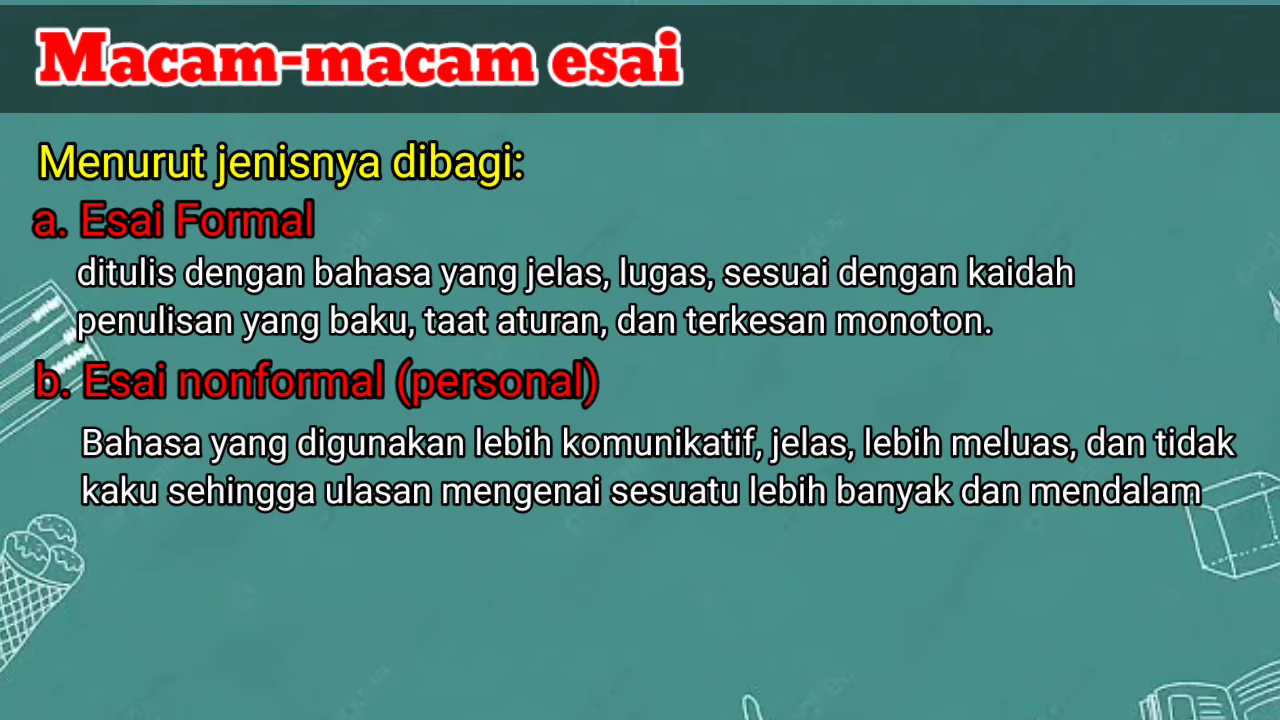 Macam-macam esai
Menurut jenisnya dibagi:
a. Esai Formal
ditulis dengan bahasa yang jelas, lugas, sesuai dengan kaidah
penulisan yang baku, taat aturan, dan terkesan monoton.
b. Esai nonformal (personal)
Bahasa yang digunakan lebih komunikatif, jelas, lebih meluas, dan tidak
kaku sehingga ulasan mengenai sesuatu lebih banyak dan mendalam